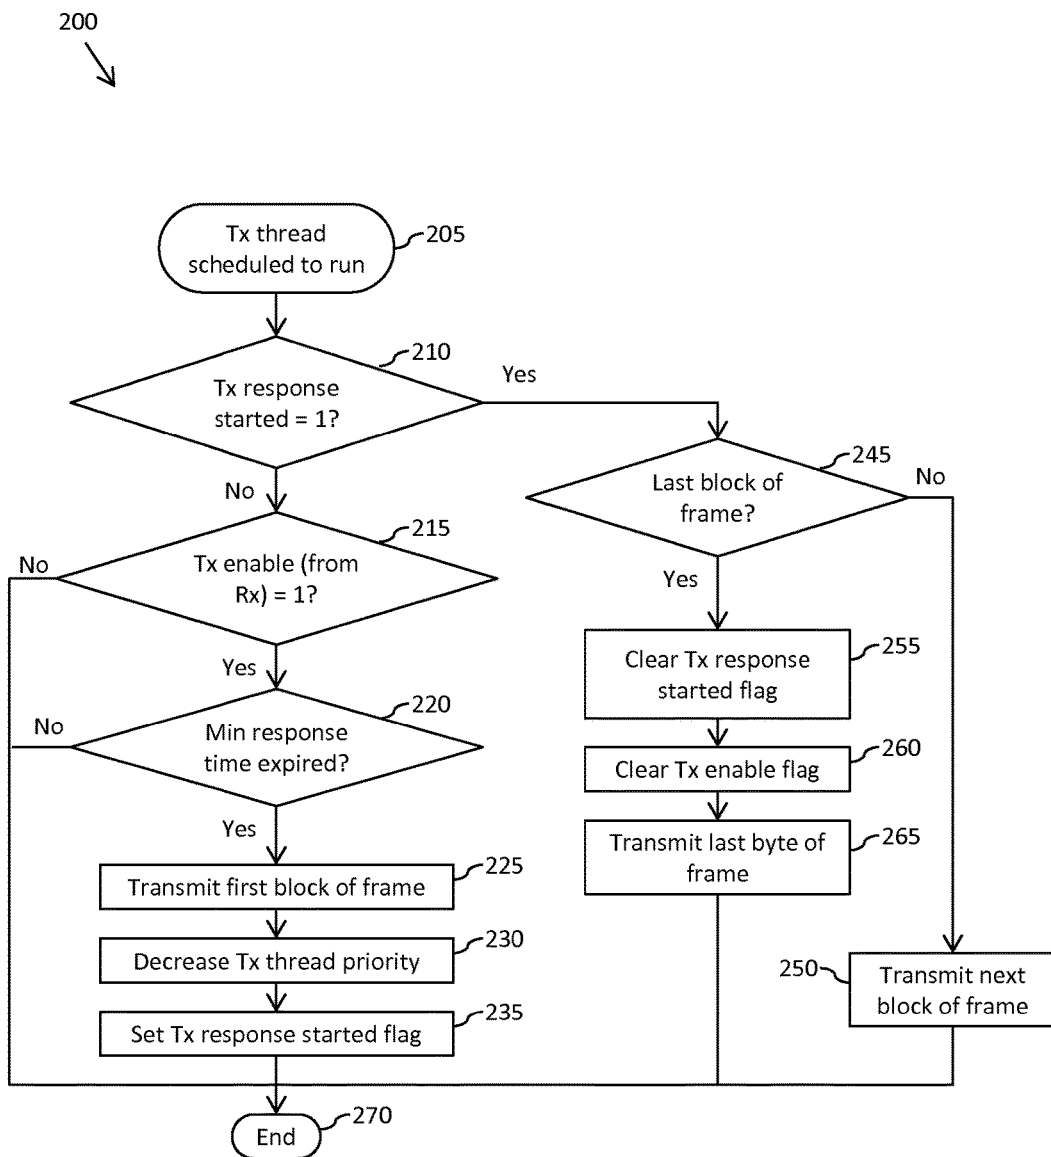 200
Tx thread
scheduled to run
205
210
Tx response
started = 1?
Yes
No
245
Last block of
frame?
No
Yes
215
Tx enable (from
Rx) = 1?
No
Yes
220
Min response
time expired?
No
Yes
225
Transmit first block of frame
230
Decrease Tx thread priority
235
Set Tx response started flag
255
Clear Tx response
started flag
260
Clear Tx enable flag
265
Transmit last byte of
frame
250
Transmit next
block of frame
270
End